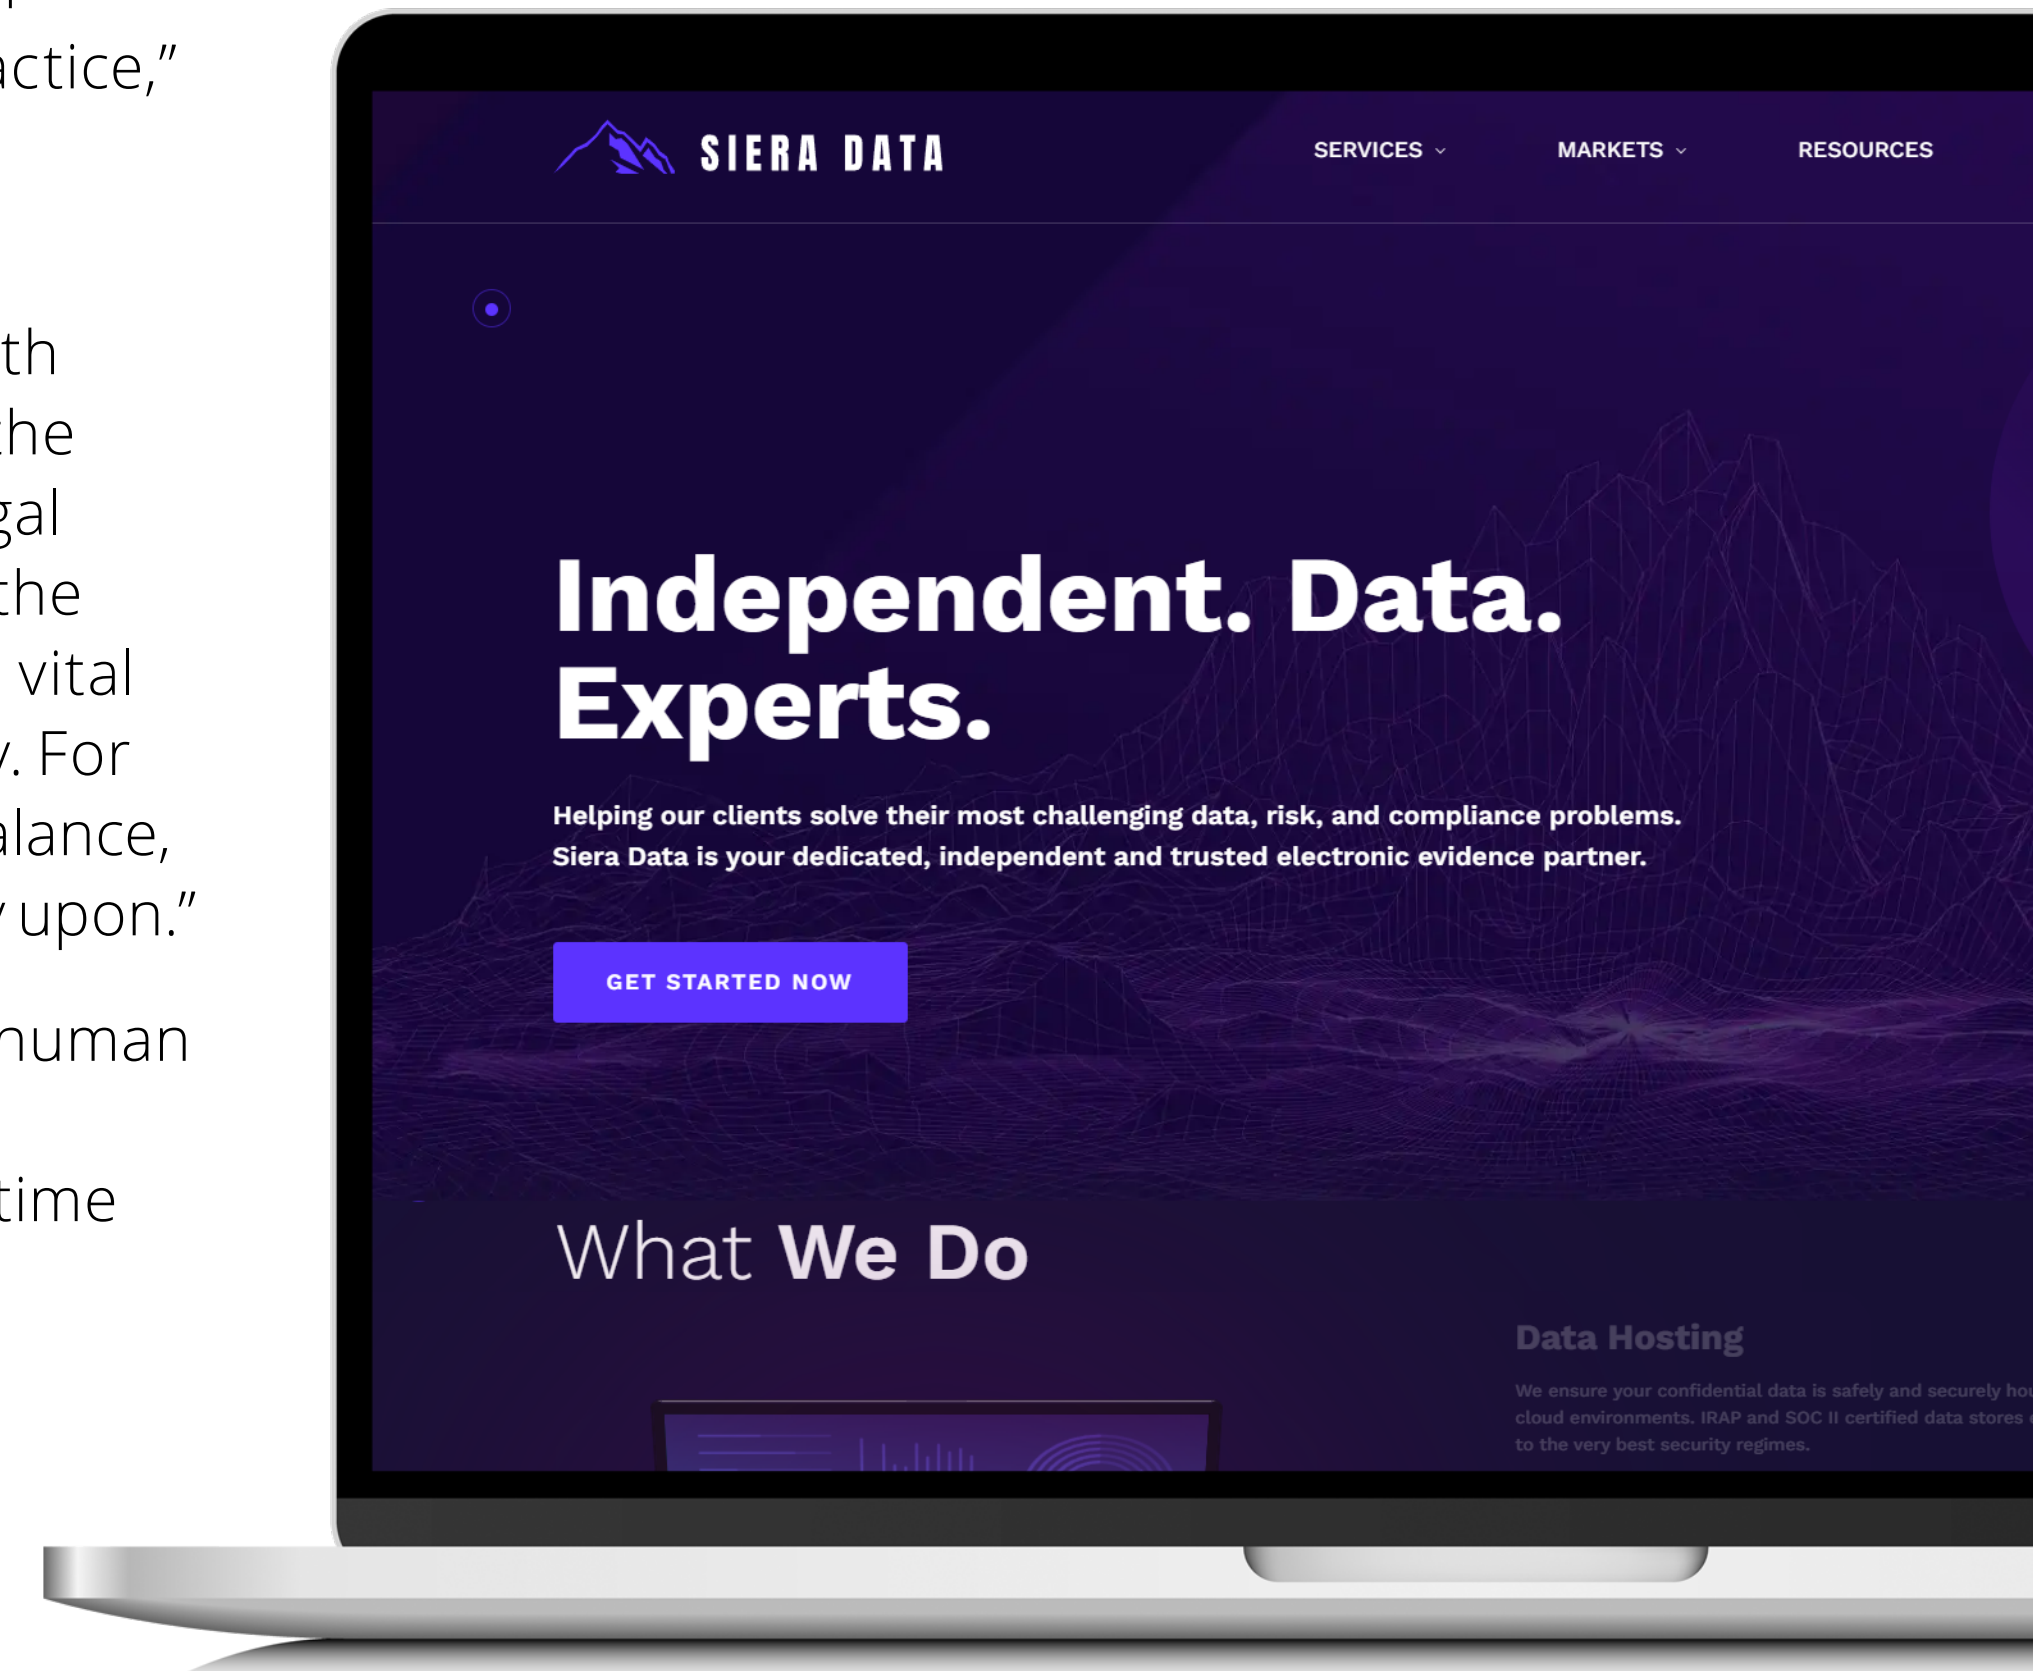 actice,”
th
the
gal
the
vital
y. For
alance,
y upon.”
human
time
SIERA DATA
SERVICES
MARKETS
RESOURCES
Independent. Data.
Experts.
Helping our clients solve their most challenging data, risk, and compliance problems.
Siera Data is your dedicated, independent and trusted electronic evidence partner.
GET STARTED NOW
What We Do
Data Hosting
We ensure your confidential data is safely and securely hou
cloud environments. IRAP and SOC II certified data stores
to the very best security regimes.